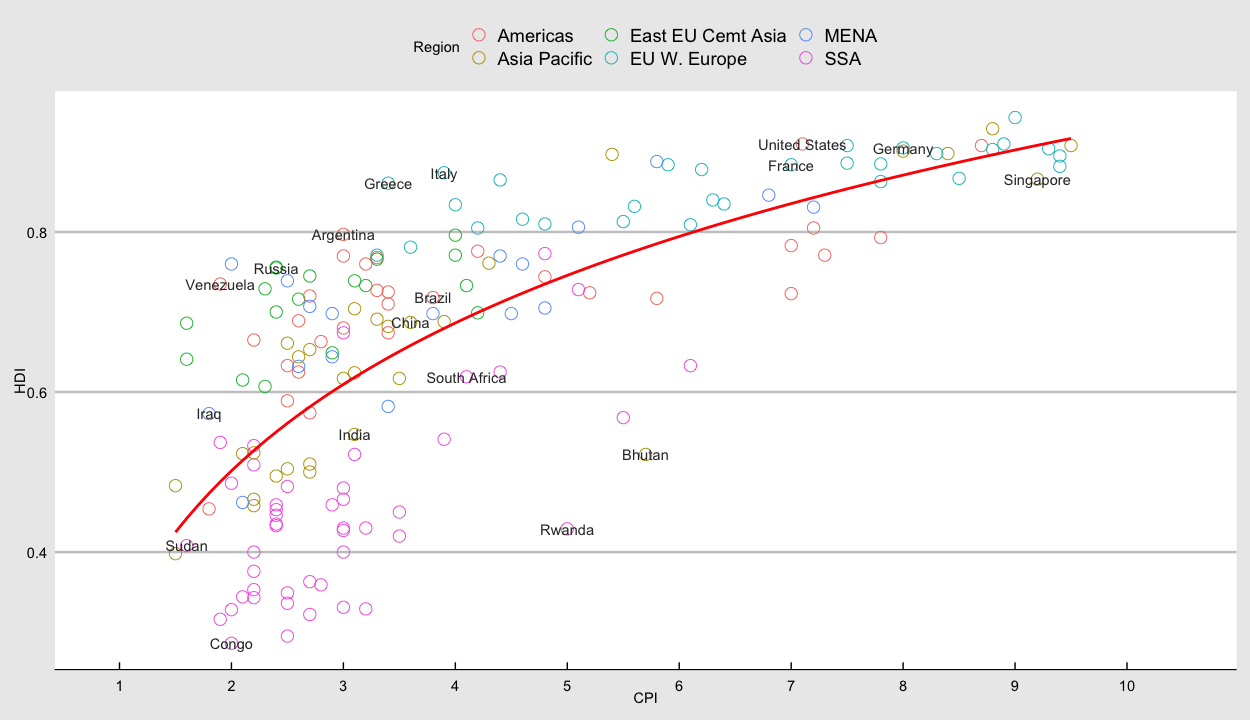 Region
Americas
East EU Cemt Asia
MENA
Asia Pacific
EU W. Europe
SSA
United States
Germany
France
Italy
Greece
Singapore
Argentina
Russia
Venezuela
Brazil
China
South Africa
Iraq
India
Bhutan
Rwanda
Sudan
Congo
HDI
0.8
0.6
0.4
1 2 3 4 5 6 7 8 9 10
CPI